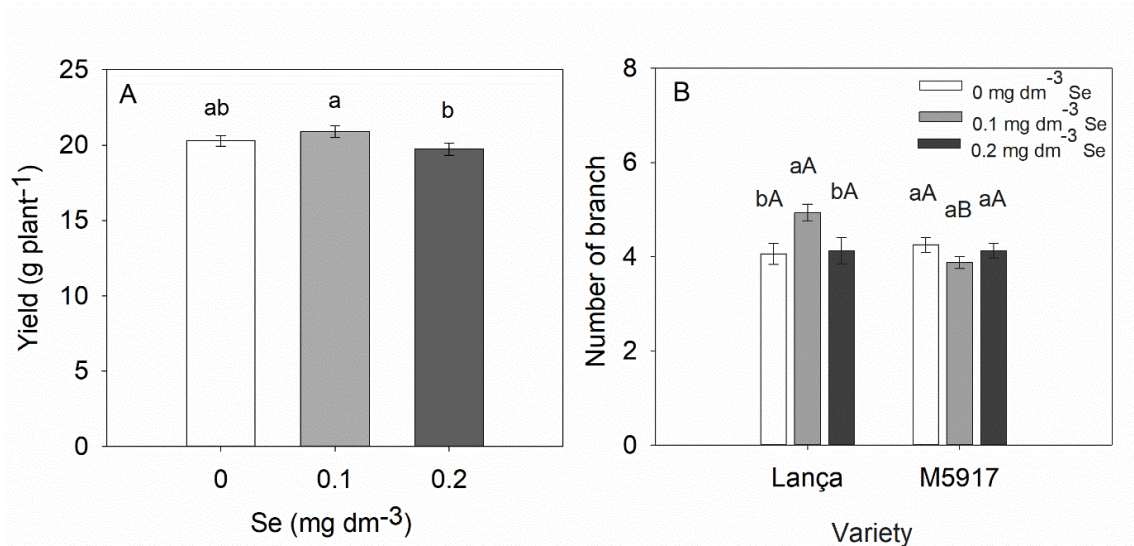 A
Yield (g plant-1)
25
20
15
10
5
0
ab
a
b
0 0.1 0.2
Se (mg dm-3)
B
Number of branch
8
6
4
2
0
0 mg dm-3 Se
0.1 mg dm-3 Se
0.2 mg dm-3 Se
bA
aA
bA
aA
aB
aA
Lança M5917
Variety